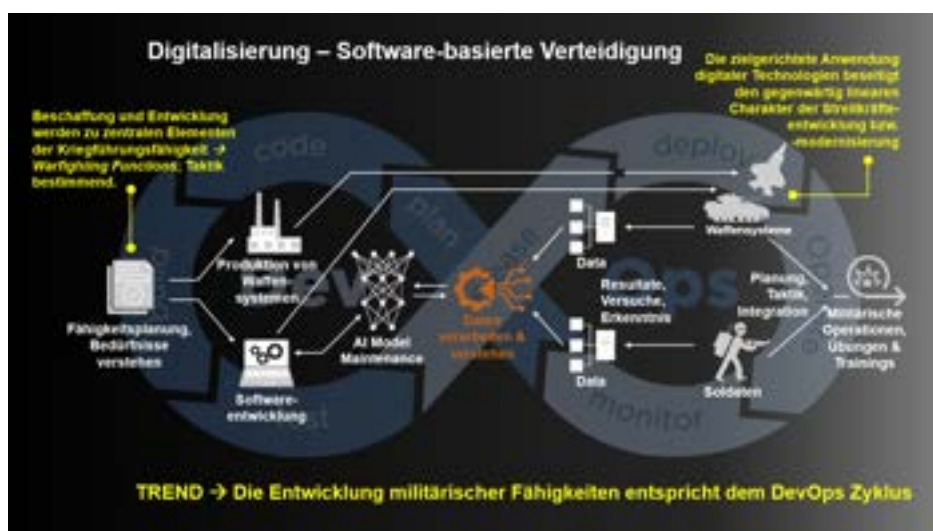 Digitalisierung – Software-basierte Verteidigung
Die zielgerichtete Anwendung
digitaler Technologien beseitigt
den gegenwärtig linearen
Charakter der Streitkräfte-
entwicklung bzw.
-modernisierung
Beschaffung und Entwicklung
werden zu zentralen Elementen
der Kriegführungsfähigkeit →
Warfighting Functions. Taktik
bestimmend.
code
plan
deploy
monitor
Dev
Ops
Waffensysteme
Produktion von
Waffen
systemen
Data
Resultate,
Versuche,
Erkenntnis
Planung,
Taktik,
Integration
Militärische
Operationen,
Übungen &
Trainings
Fähigkeitsplanung,
Bedürfnisse
verstehen
AI Model
Maintenance
Daten
verarbeiten &
verstehen
Data
Soldaten
Software-
entwicklung
TREND → Die Entwicklung militärischer Fähigkeiten entspricht dem DevOps Zyklus